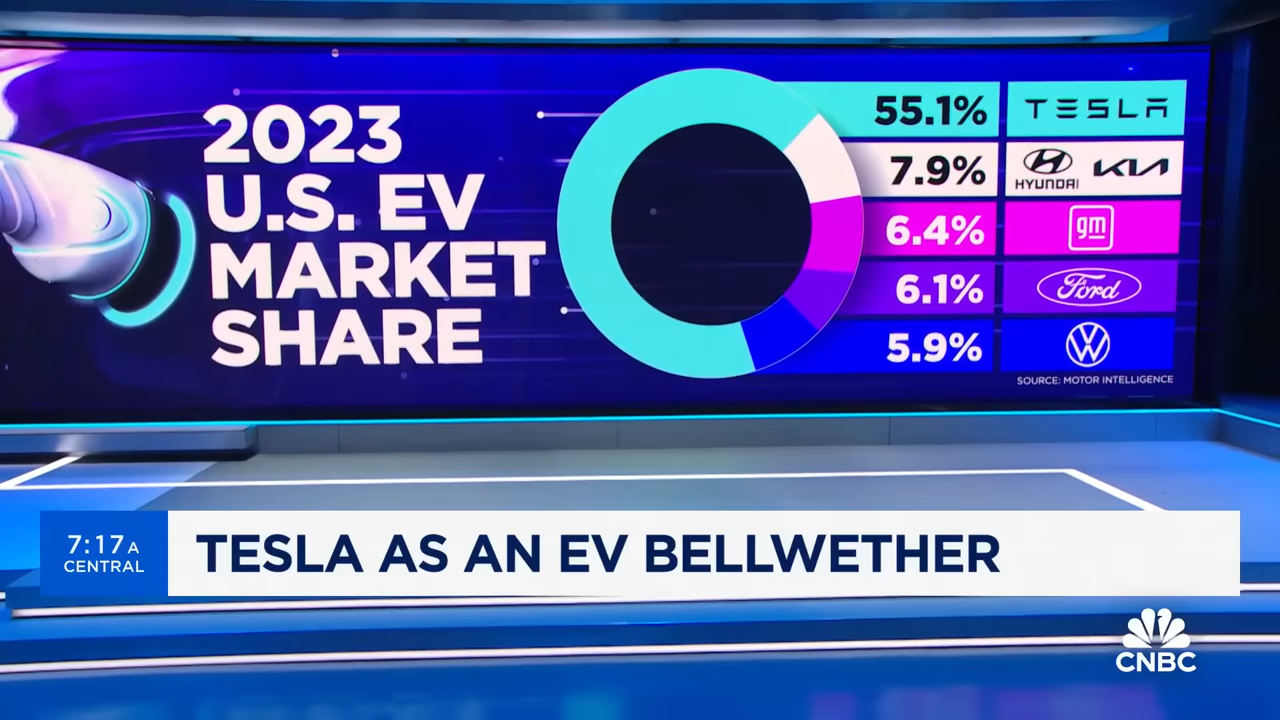 2023
U.S. EV
MARKET
SHARE
55.1% TESLA
7.9% HYUNDAI KIA
6.4% gm
6.1% Ford
5.9% VW
SOURCE: MOTOR INTELLIGENCE
7:17A
CENTRAL
TESLA AS AN EV BELLWETHER
CNBC